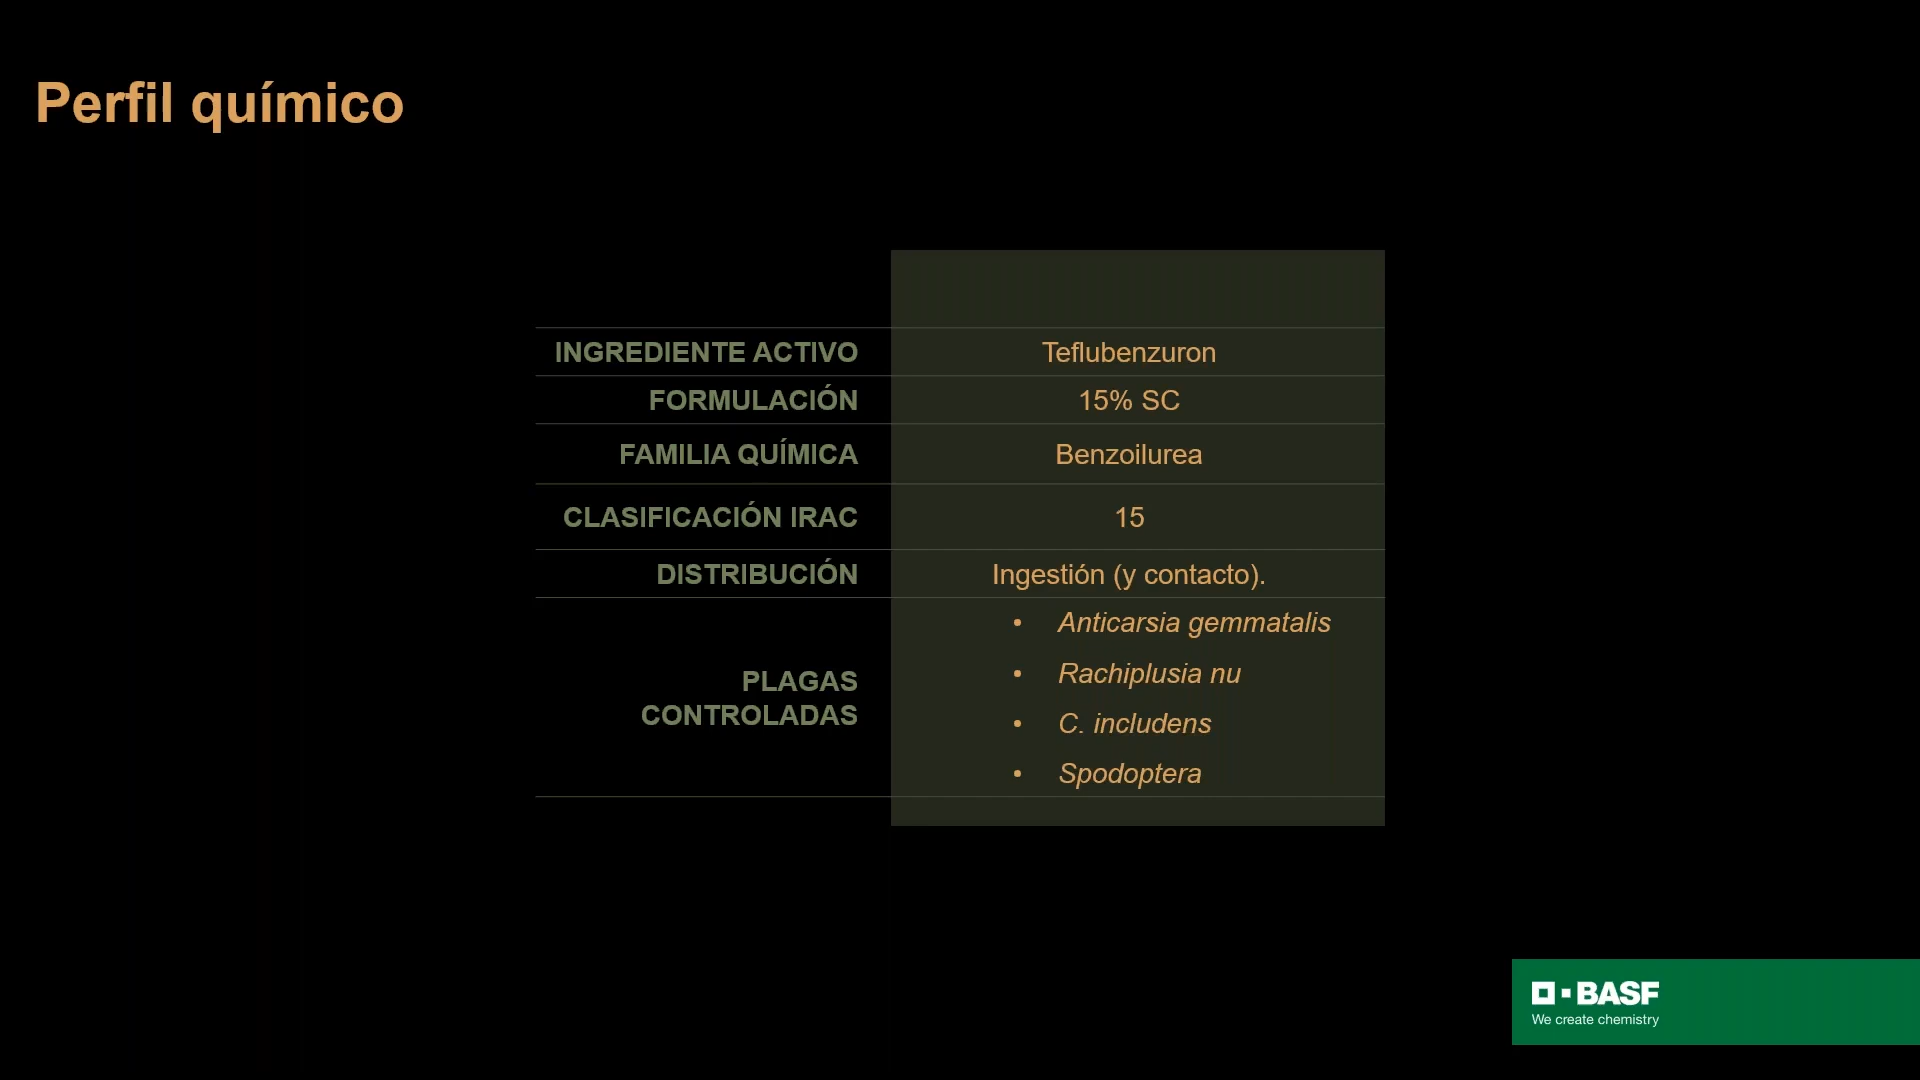 Perfil químico
INGREDIENTE ACTIVO Teflubenzuron
FORMULACIÓN 15% SC
FAMILIA QUÍMICA Benzoilurea
CLASIFICACIÓN IRAC 15
DISTRIBUCIÓN Ingestión (y contacto).
PLAGAS
CONTROLADAS
• Anticarsia gemmatalis
• Rachiplusia nu
• C. includens
• Spodoptera
BASF
We create chemistry